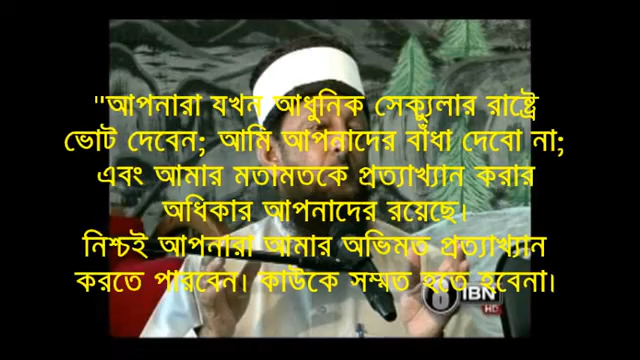 "আপনারা যখন আধুনিক সেক্যুলার রাষ্ট্রে
ভোট দেবেন; আমি আপনাদের বাঁধা দেবো না;
এবং আমার মতামতকে প্রত্যাখ্যান করার
অধিকার আপনাদের রয়েছে।
নিশ্চই আপনারা আমার অভিমত প্রত্যাখ্যান
করতে পারবেন। কাউকে সম্মত হতে হবেনা।
IBN
HD